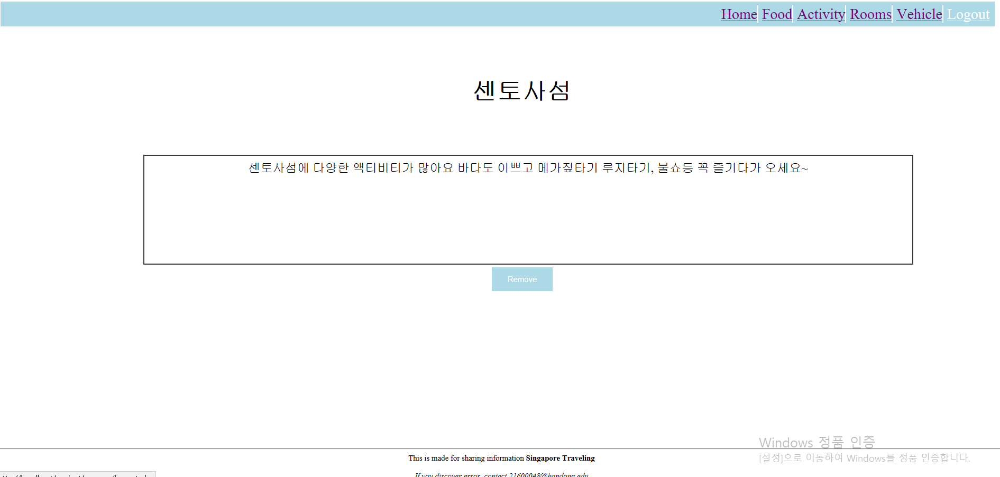 Home Food Activity Rooms Vehicle Logout
센토사섬
센토사섬에 다양한 액티비티가 많아요 바다도 이쁘고 메가짚타기 루지타기, 불쇼등 꼭 즐기다가 오세요~
Remove
Windows 정품 인증
This is made for sharing information Singapore Traveling
[설정]으로 이동하여 Windows를 정품 인증합니다.
If you discover error, contect 21600048@handong.edu